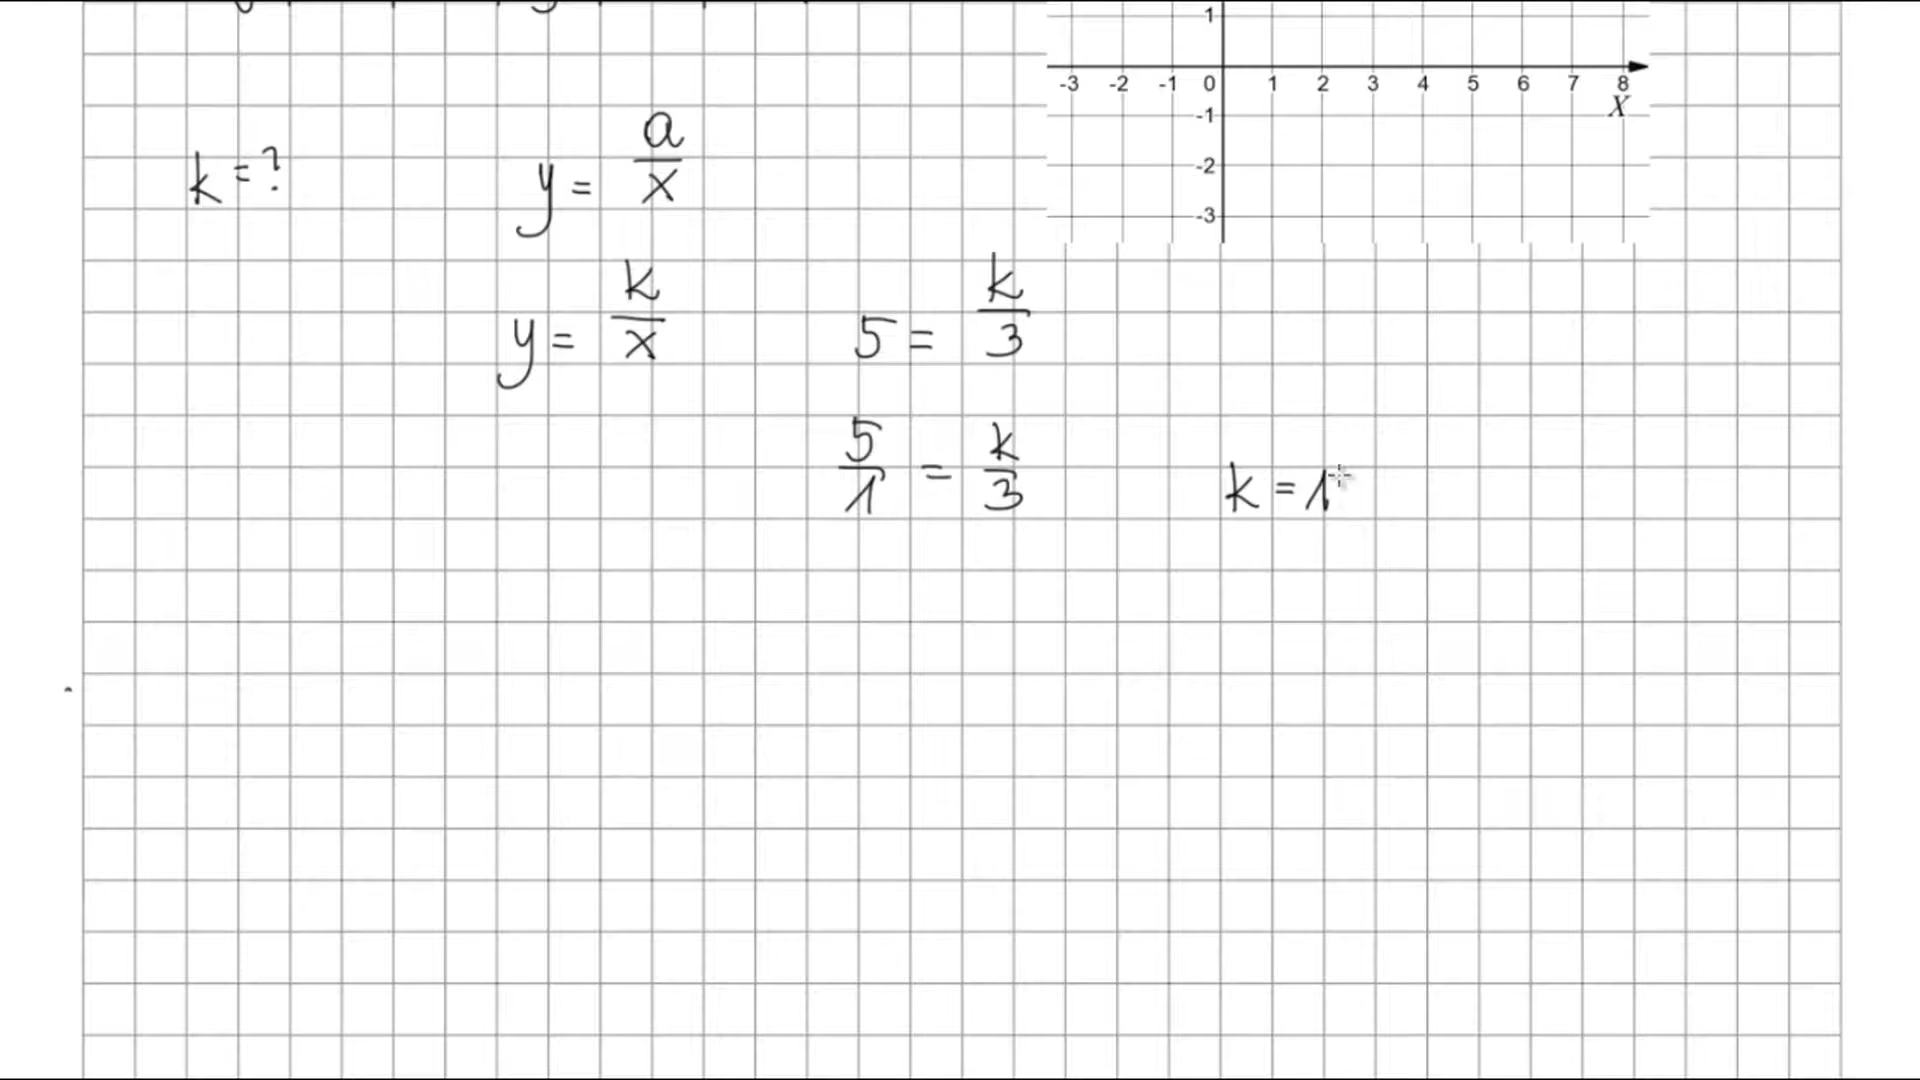 1
-3 -2 -1 0 1 2 3 4 5 6 7 8
X
-1
-2
-3
k = ? y = a/x
y = k/x 5 = k/3
5/1 = k/3 k = 1